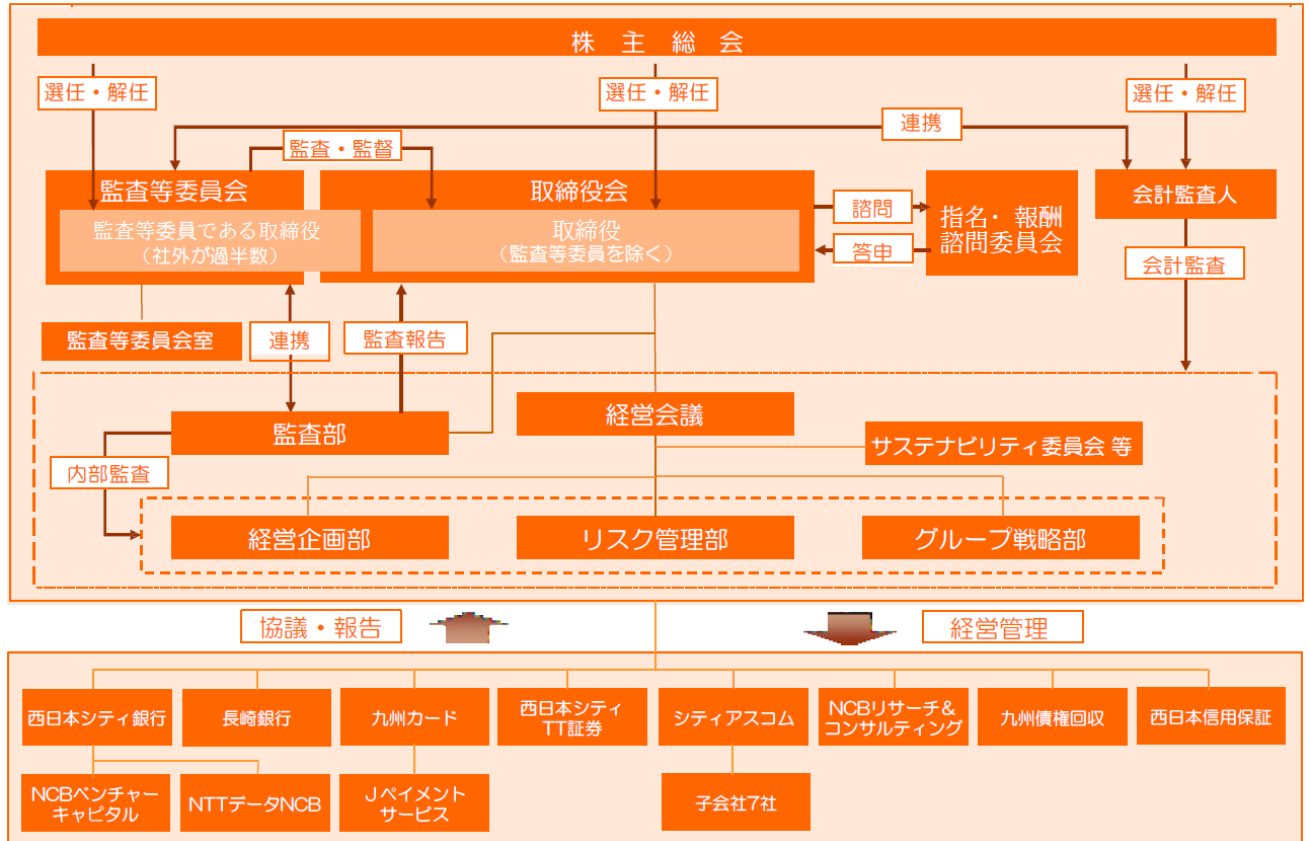 株主総会
選任・解任
選任・解任
選任・解任
連携
監査・監督
監査等委員会
監査等委員である取締役
（社外が過半数）
取締役会
取締役
（監査等委員を除く）
諮問
答申
指名・報酬
諮問委員会
会計監査人
会計監査
監査等委員会室
連携
監査報告
監査部
経営会議
サステナビリティ委員会 等
内部監査
経営企画部
リスク管理部
グループ戦略部
協議・報告
経営管理
西日本シティ銀行
長崎銀行
九州カード
西日本シティ
TT証券
シティアスコム
NCBリサーチ&
コンサルティング
九州債権回収
西日本信用保証
NCBベンチャー
キャピタル
NTTデータNCB
Jペイメント
サービス
子会社7社